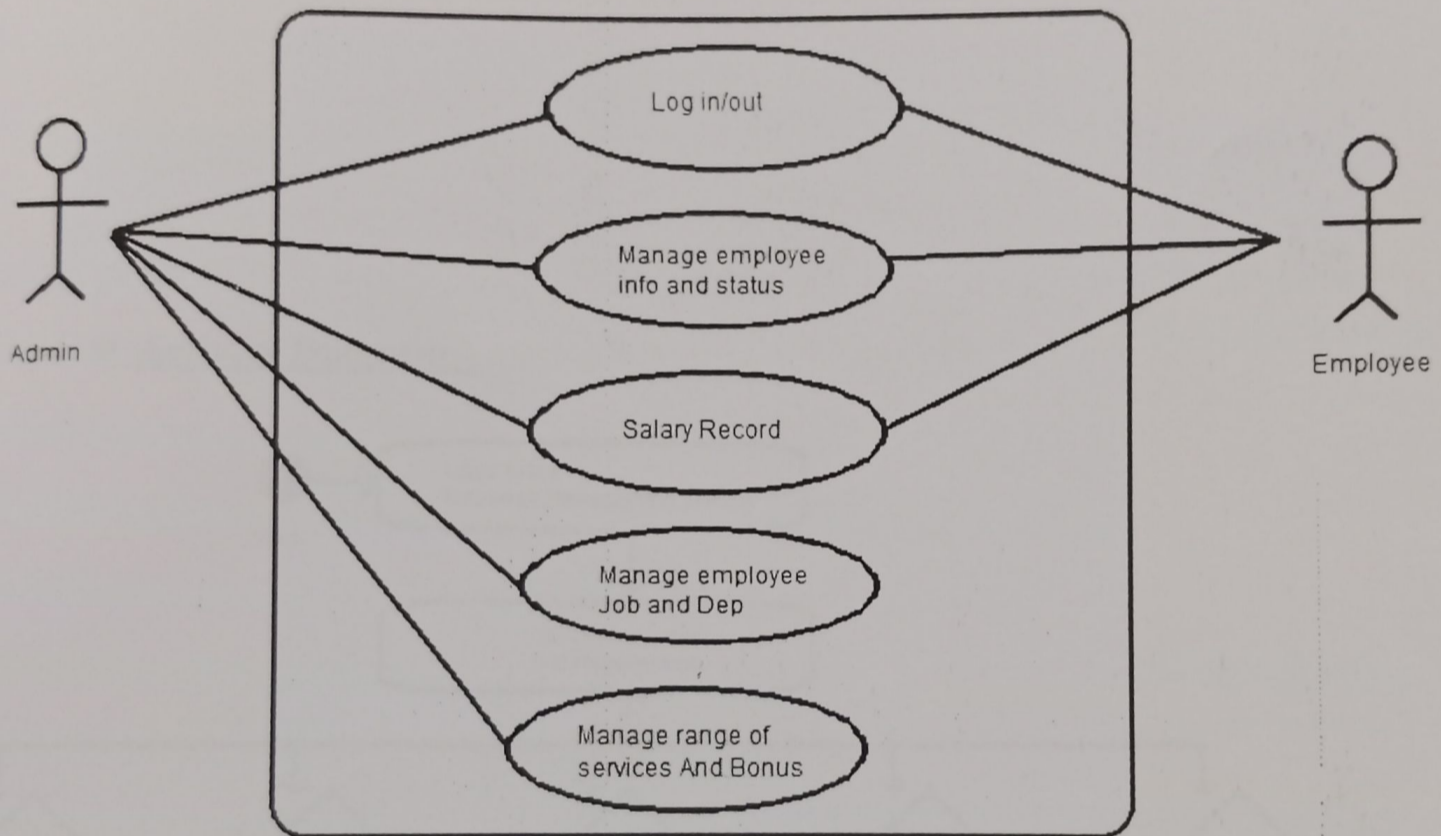 Log in/out
Manage employee
info and status
Admin
Employee
Salary Record
Manage employee
Job and Dep
Manage range of
services And Bonus